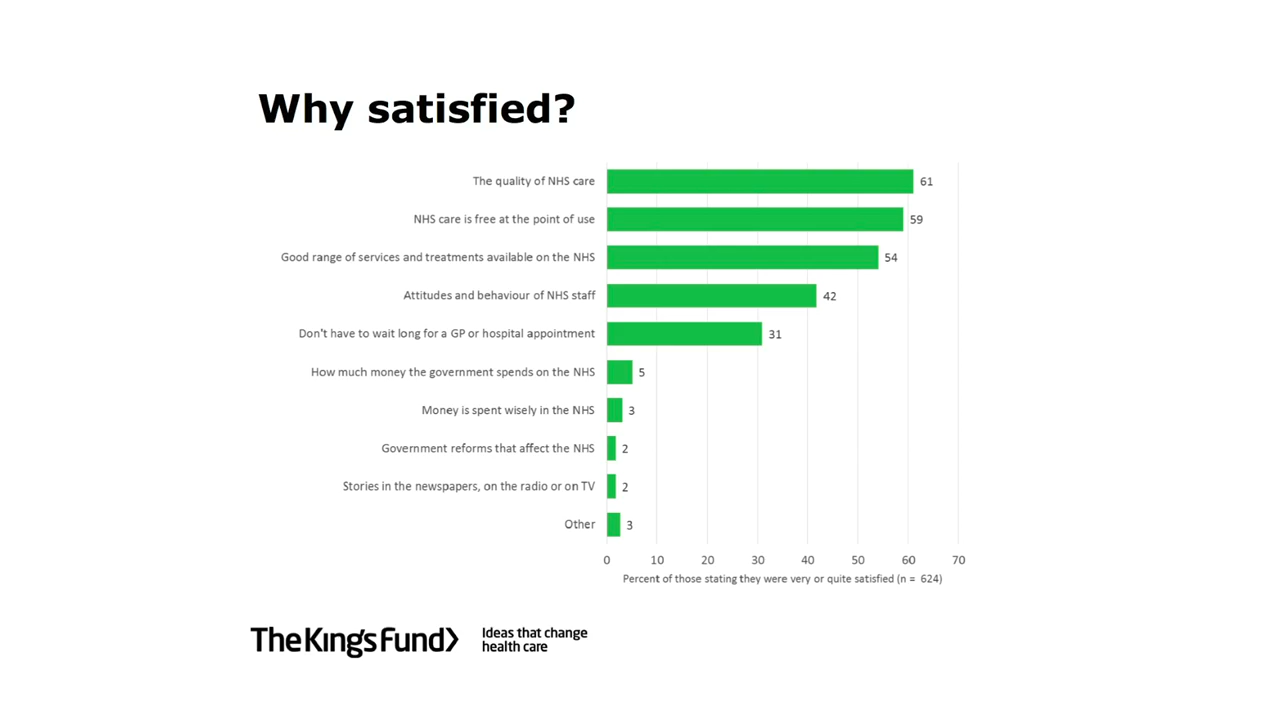 Why satisfied?
The quality of NHS care 61
NHS care is free at the point of use 59
Good range of services and treatments available on the NHS 54
Attitudes and behaviour of NHS staff 42
Don't have to wait long for a GP or hospital appointment 31
How much money the government spends on the NHS 5
Money is spent wisely in the NHS 3
Government reforms that affect the NHS 2
Stories in the newspapers, on the radio or on TV 2
Other 3
0 10 20 30 40 50 60 70
Percent of those stating they were very or quite satisfied (n = 624)
TheKing'sFund> Ideas that change
health care